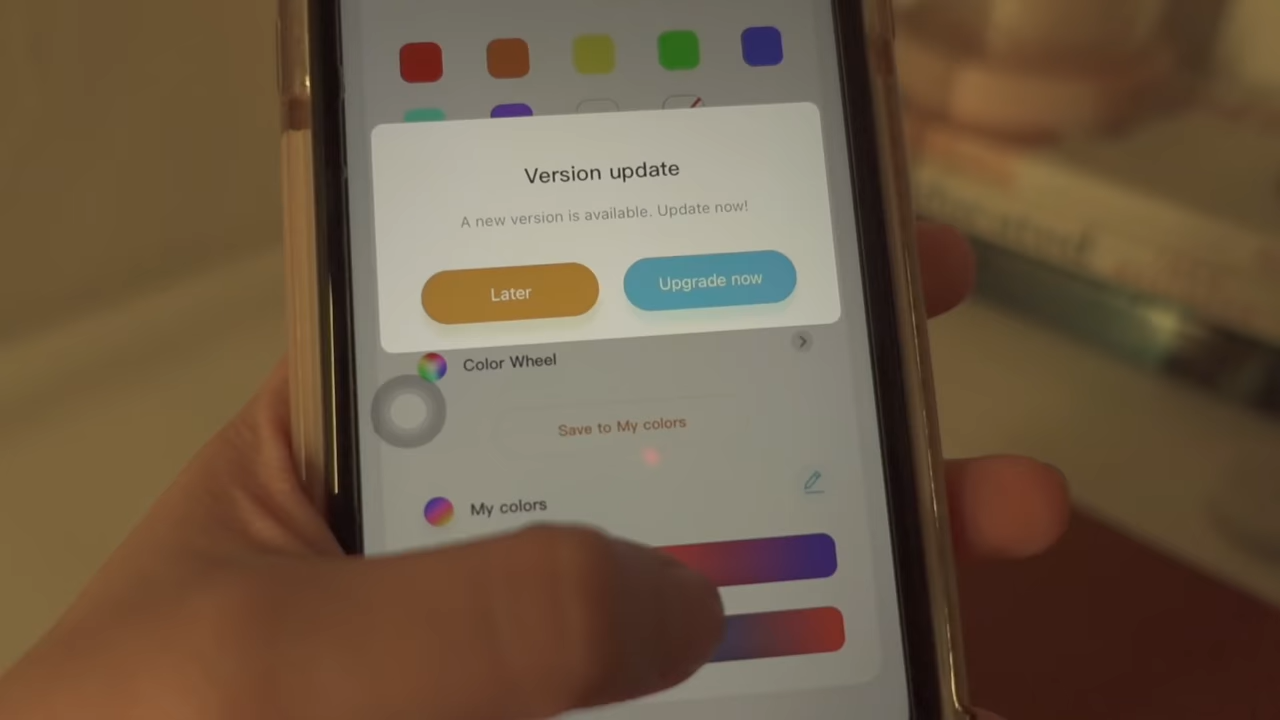 Version update
A new version is available. Update now!
Later
Upgrade now
Color Wheel
Save to My colors
My colors